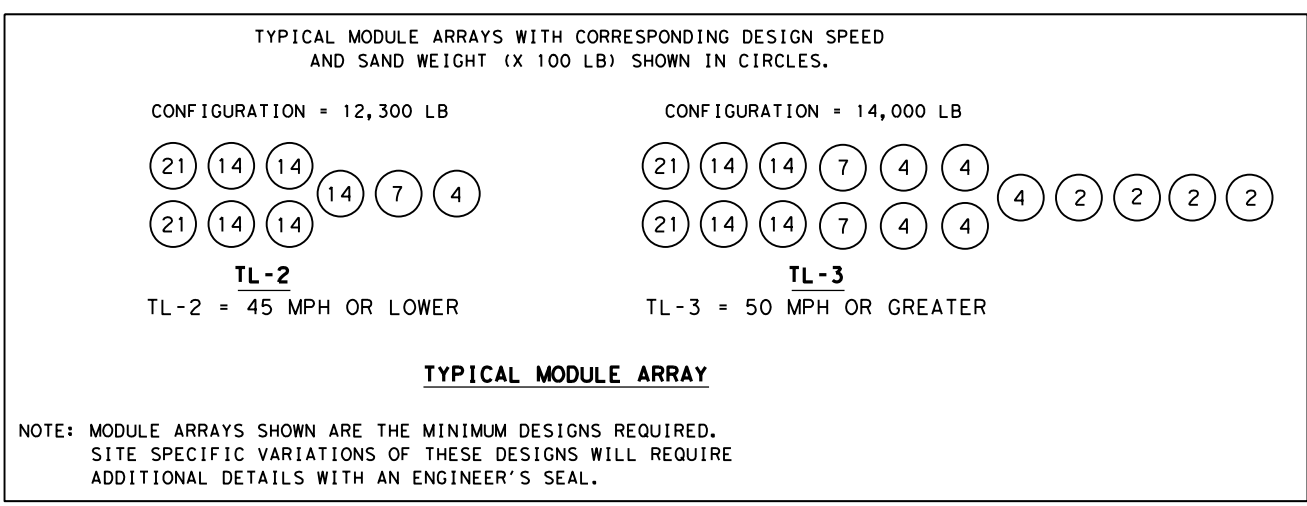 TYPICAL MODULE ARRAYS WITH CORRESPONDING DESIGN SPEED
AND SAND WEIGHT (X 100 LB) SHOWN IN CIRCLES.
CONFIGURATION = 12,300 LB
21 14 14
14 7 4
21 14 14
TL-2
TL-2 = 45 MPH OR LOWER
CONFIGURATION = 14,000 LB
21 14 14 7 4 4
4 2 2 2 2
21 14 14 7 4 4
TL-3
TL-3 = 50 MPH OR GREATER
TYPICAL MODULE ARRAY
NOTE: MODULE ARRAYS SHOWN ARE THE MINIMUM DESIGNS REQUIRED.
SITE SPECIFIC VARIATIONS OF THESE DESIGNS WILL REQUIRE
ADDITIONAL DETAILS WITH AN ENGINEER'S SEAL.